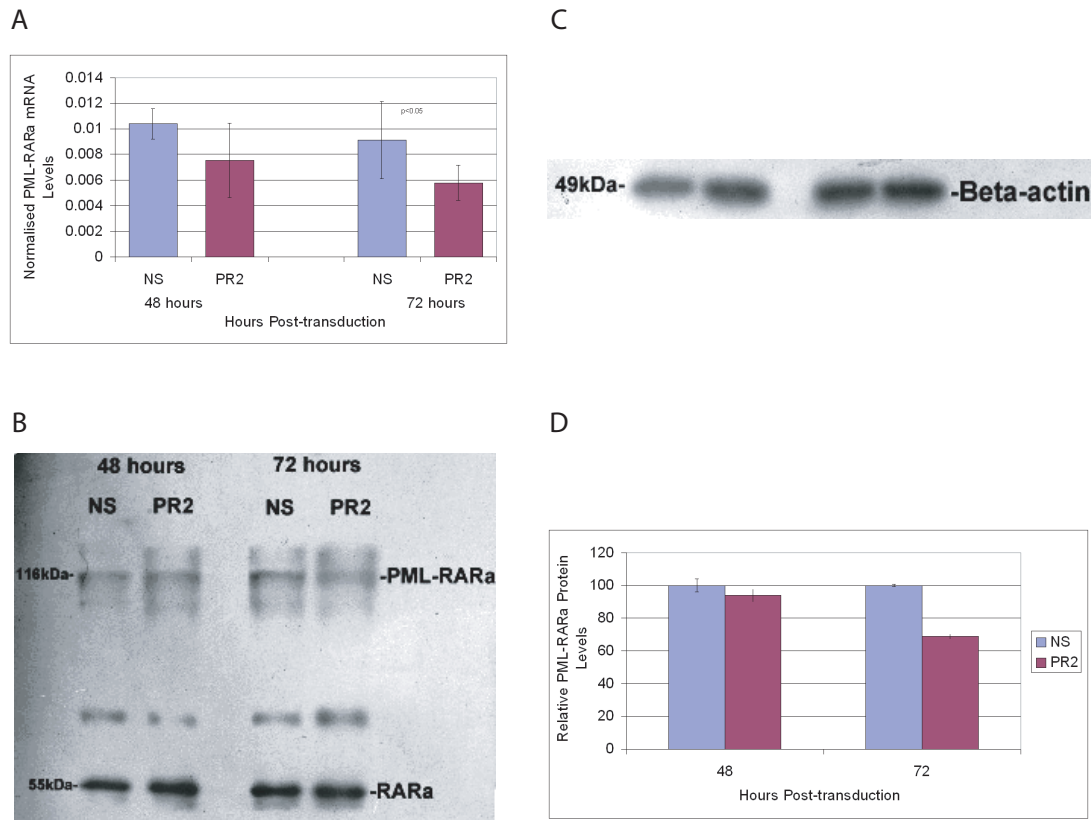 A
Normalised PML-RARa mRNA
Levels
0.014
0.012
0.01
0.008
0.006
0.004
0.002
0
p<0.05
NS
PR2
NS
PR2
48 hours
72 hours
Hours Post-transduction
C
49kDa-
-Beta-actin
B
48 hours
72 hours
NS
PR2
NS
PR2
116kDa-
-PML-RARa
55kDa-
-RARa
D
Relative PML-RARa Protein
Levels
120
100
80
60
40
20
0
48
72
Hours Post-transduction
NS
PR2